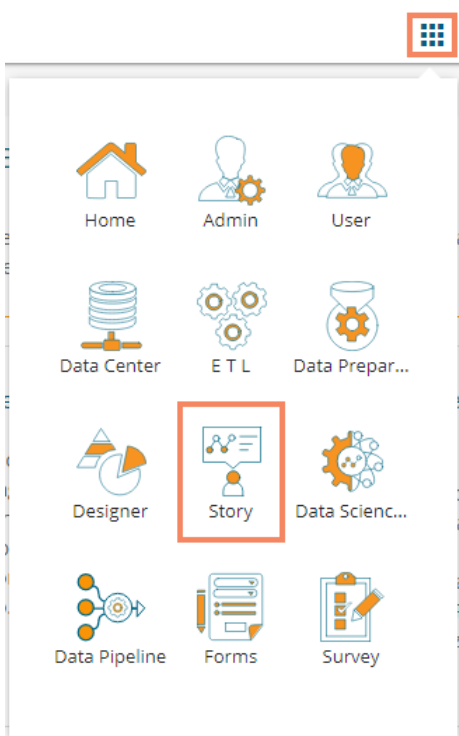 Home Admin User
Data Center E T L Data Prepar...
Designer Story Data Scienc...
Data Pipeline Forms Survey